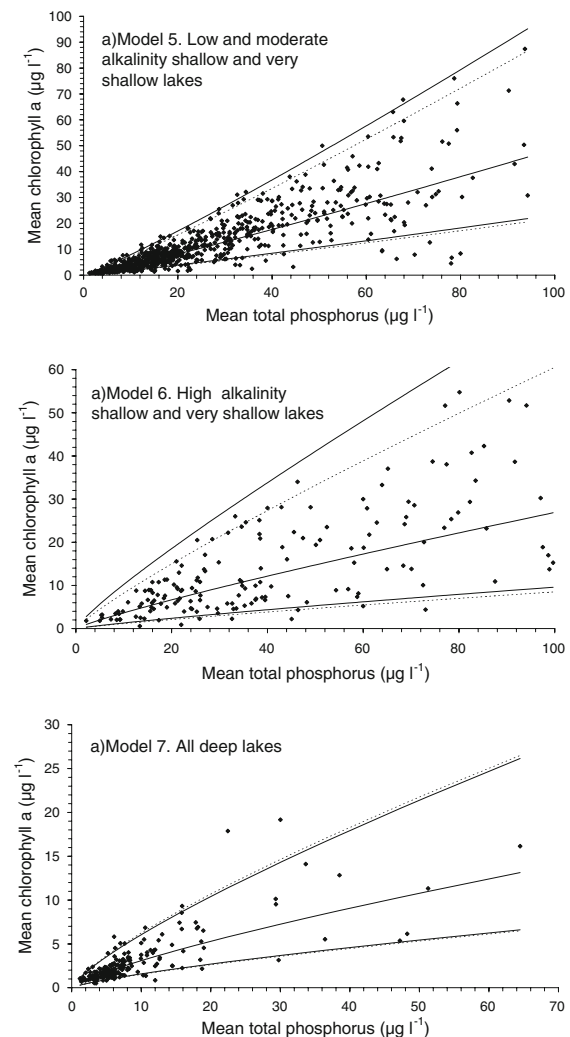 a)Model 5. Low and moderate
alkalinity shallow and very
shallow lakes
Mean chlorophyll a (µg l-1)
100
90
80
70
60
50
40
30
20
10
0
0 20 40 60 80 100
Mean total phosphorus (µg l-1)
a)Model 6. High alkalinity
shallow and very shallow lakes
Mean chlorophyll a (µg l-1)
60
50
40
30
20
10
0
0 20 40 60 80 100
Mean total phosphorus (µg l-1)
a)Model 7. All deep lakes
Mean chlorophyll a (µg l-1)
30
25
20
15
10
5
0
0 10 20 30 40 50 60 70
Mean total phosphorus (µg l-1)